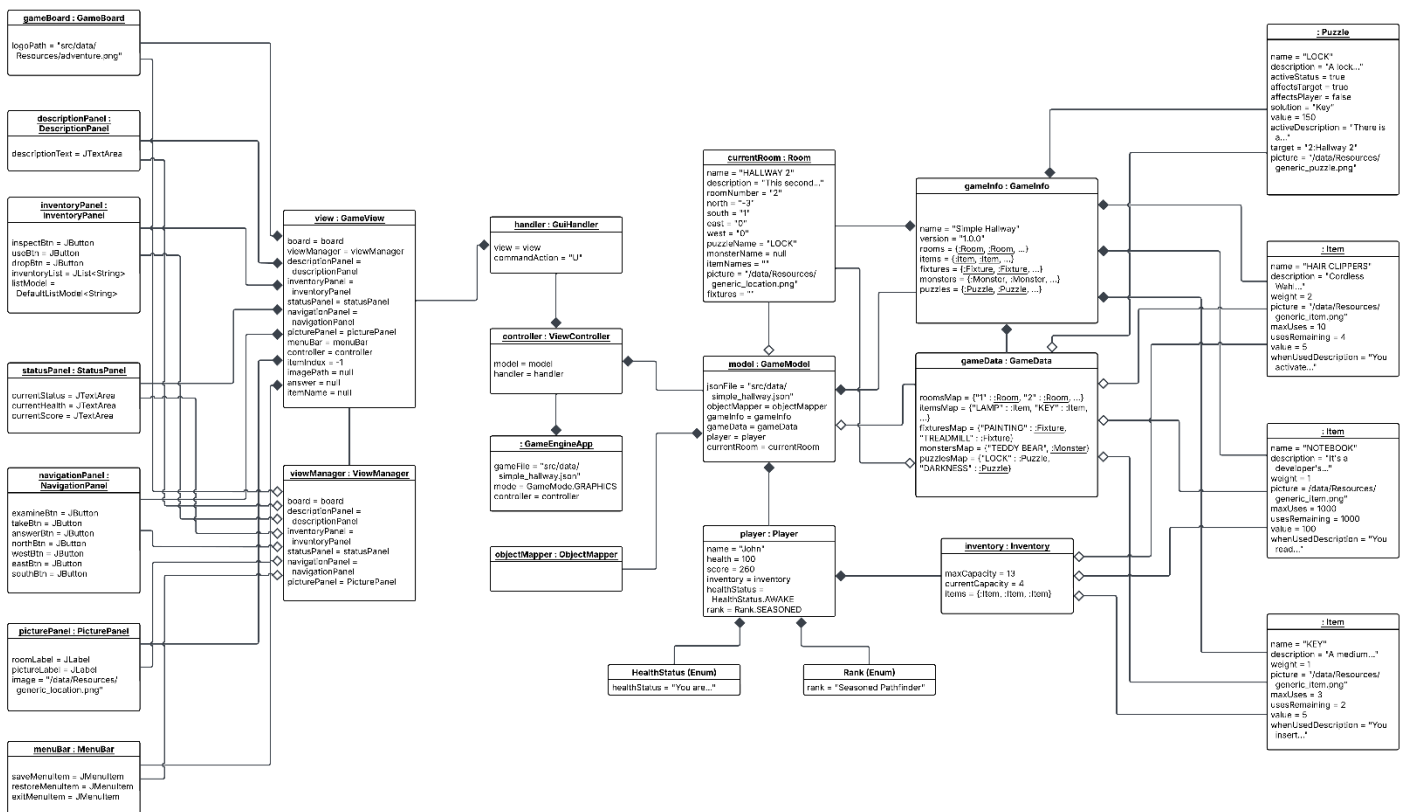 gameBoard : GameBoard
logoPath = "src/data/
Resources/adventure.png"
descriptionPanel :
DescriptionPanel
descriptionText = JTextArea
inventoryPanel :
InventoryPanel
inspectBtn = JButton
useBtn = JButton
dropBtn = JButton
inventoryList = JList<String>
listModel =
DefaultListModel<String>
statusPanel : StatusPanel
currentStatus = JTextArea
currentHealth = JTextArea
currentScore = JTextArea
navigationPanel :
NavigationPanel
examineBtn = JButton
takeBtn = JButton
answerBtn = JButton
northBtn = JButton
westBtn = JButton
eastBtn = JButton
southBtn = JButton
picturePanel : PicturePanel
roomLabel = JLabel
pictureLabel = JLabel
image = "/data/Resources/
generic_location.png"
menuBar : MenuBar
saveMenuItem = JMenuItem
restoreMenuItem = JMenuItem
exitMenuItem = JMenuItem
view : GameView
board = board
viewManager = viewManager
descriptionPanel =
descriptionPanel
inventoryPanel =
inventoryPanel
statusPanel = statusPanel
navigationPanel =
navigationPanel
picturePanel = picturePanel
menuBar = menuBar
controller = controller
itemIndex = -1
imagePath = null
answer = null
itemName = null
viewManager : ViewManager
board = board
descriptionPanel =
descriptionPanel
inventoryPanel =
inventoryPanel
statusPanel = statusPanel
navigationPanel =
navigationPanel
picturePanel = PicturePanel
handler : GuiHandler
view = view
commandAction = "U"
controller : ViewController
model = model
handler = handler
: GameEngineApp
gameFile = "src/data/
simple_hallway.json"
mode = GameMode.GRAPHICS
controller = controller
objectMapper : ObjectMapper
currentRoom : Room
name = "HALLWAY 2"
description = "This second..."
roomNumber = "2"
north = "-3"
south = "1"
east = "0"
west = "0"
puzzleName = "LOCK"
monsterName = null
itemNames = ""
picture = "/data/Resources/
generic_location.png"
fixtures = ""
model : GameModel
jsonFile = "src/data/
simple_hallway.json"
objectMapper = objectMapper
gameInfo = gameInfo
gameData = gameData
player = player
currentRoom = currentRoom
player : Player
name = "John"
health = 100
score = 260
inventory = inventory
healthStatus =
HealthStatus.AWAKE
rank = Rank.SEASONED
HealthStatus (Enum)
healthStatus = "You are..."
Rank (Enum)
rank = "Seasoned Pathfinder"
gameInfo : GameInfo
name = "Simple Hallway"
version = "1.0.0"
rooms = {:Room, :Room, ...}
items = {:Item, :Item, ...}
fixtures = {:Fixture, :Fixture, ...}
monsters = {:Monster, :Monster, ...}
puzzles = {:Puzzle, :Puzzle, ...}
gameData : GameData
roomsMap = {"1" : :Room, "2" : :Room, ...}
itemsMap = {"LAMP" : :Item, "KEY" : :Item,
...}
fixturesMap = {"PAINTING" : :Fixture,
"TREADMILL" : :Fixture}
monstersMap = {"TEDDY BEAR", :Monster}
puzzlesMap = {"LOCK" : :Puzzle,
"DARKNESS" : :Puzzle}
inventory : Inventory
maxCapacity = 13
currentCapacity = 4
Items = {:Item, :Item, :Item}
: Puzzle
name = "LOCK"
description = "A lock..."
activeStatus = true
affectsTarget = true
affectsPlayer = false
solution = "Key"
value = 150
activeDescription = "There is
a..."
target = "2:Hallway 2"
picture = "/data/Resources/
generic_puzzle.png"
: Item
name = "HAIR CLIPPERS"
description = "Cordless
Wahl..."
weight = 2
picture = "/data/Resources/
generic_item.png"
maxUses = 10
usesRemaining = 4
value = 5
whenUsedDescription = "You
activate..."
: Item
name = "NOTEBOOK"
description = "It's a
developer's..."
weight = 1
picture = /data/Resources/
generic_item.png"
maxUses = 1000
usesRemaining = 1000
value = 100
whenUsedDescription = "You
read..."
: Item
name = "KEY"
description = "A medium..."
weight = 1
picture = "/data/Resources/
generic_item.png"
maxUses = 3
usesRemaining = 2
value = 5
whenUsedDescription = "You
insert..."